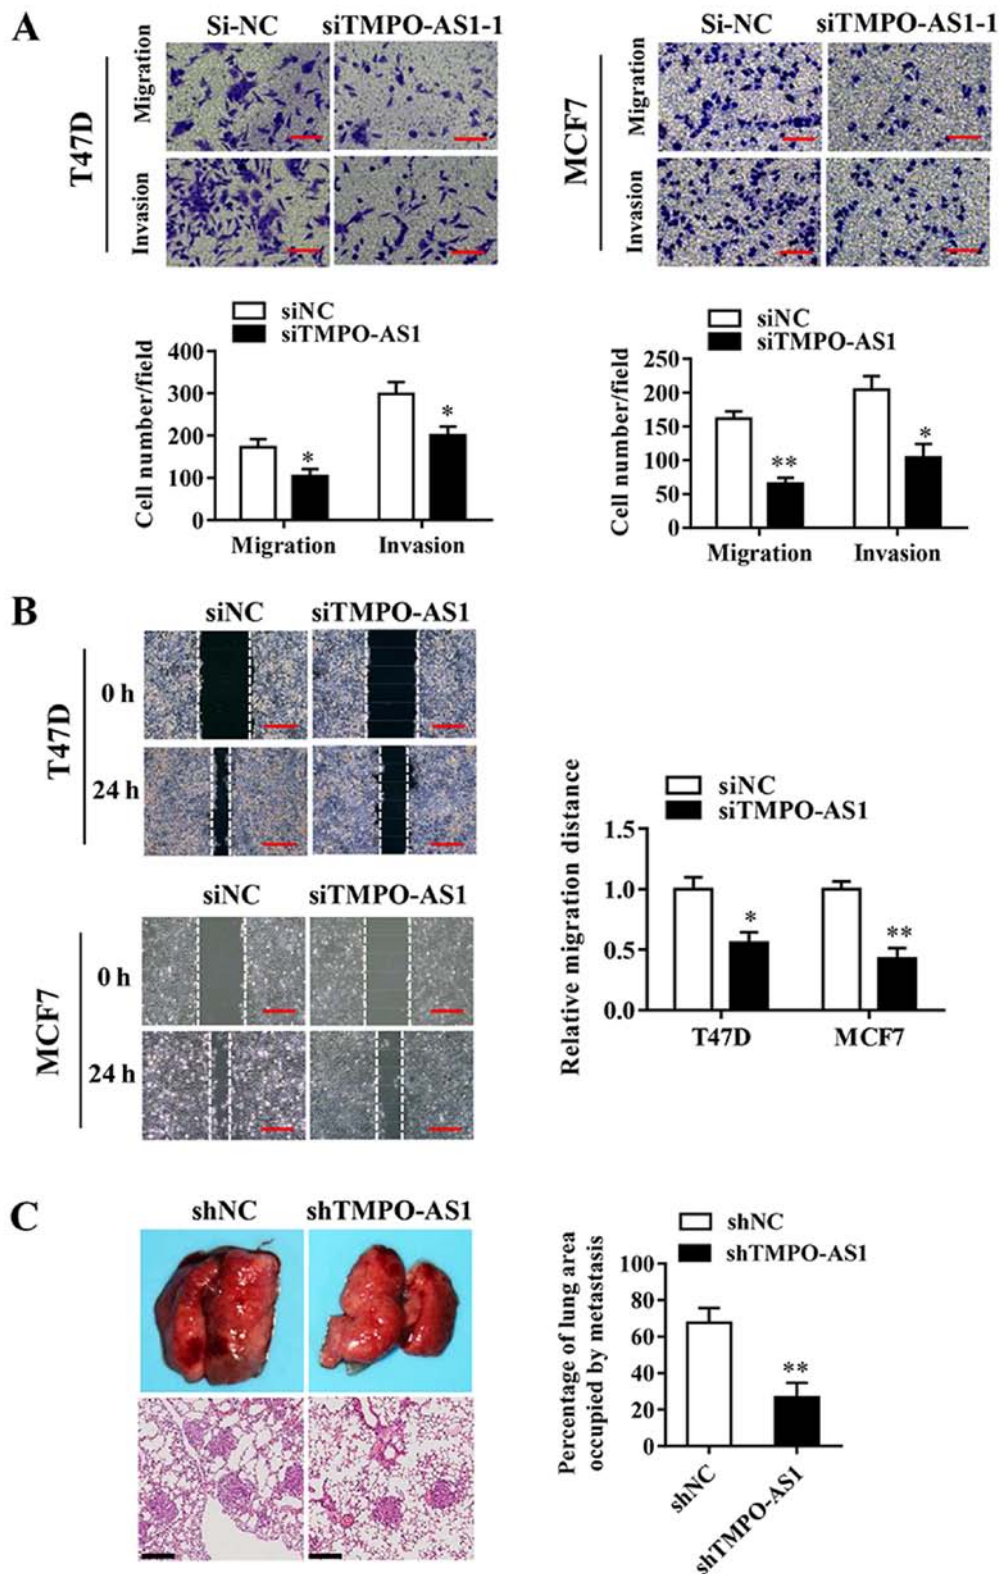 A
Si-NC siTMPO-AS1-1
T47D
Migration
Invasion
Si-NC siTMPO-AS1-1
MCF7
Migration
Invasion
siNC
siTMPO-AS1
Cell number/field
400
300
200
100
0
*
*
Migration Invasion
siNC
siTMPO-AS1
Cell number/field
250
200
150
100
50
0
**
*
Migration Invasion
B
siNC siTMPO-AS1
T47D
0 h
24 h
siNC siTMPO-AS1
MCF7
0 h
24 h
siNC
siTMPO-AS1
Relative migration distance
1.5
1.0
0.5
0.0
*
**
T47D MCF7
C
shNC shTMPO-AS1
shNC
shTMPO-AS1
Percentage of lung area
occupied by metastasis
100
80
60
40
20
0
**
shNC
shTMPO-AS1